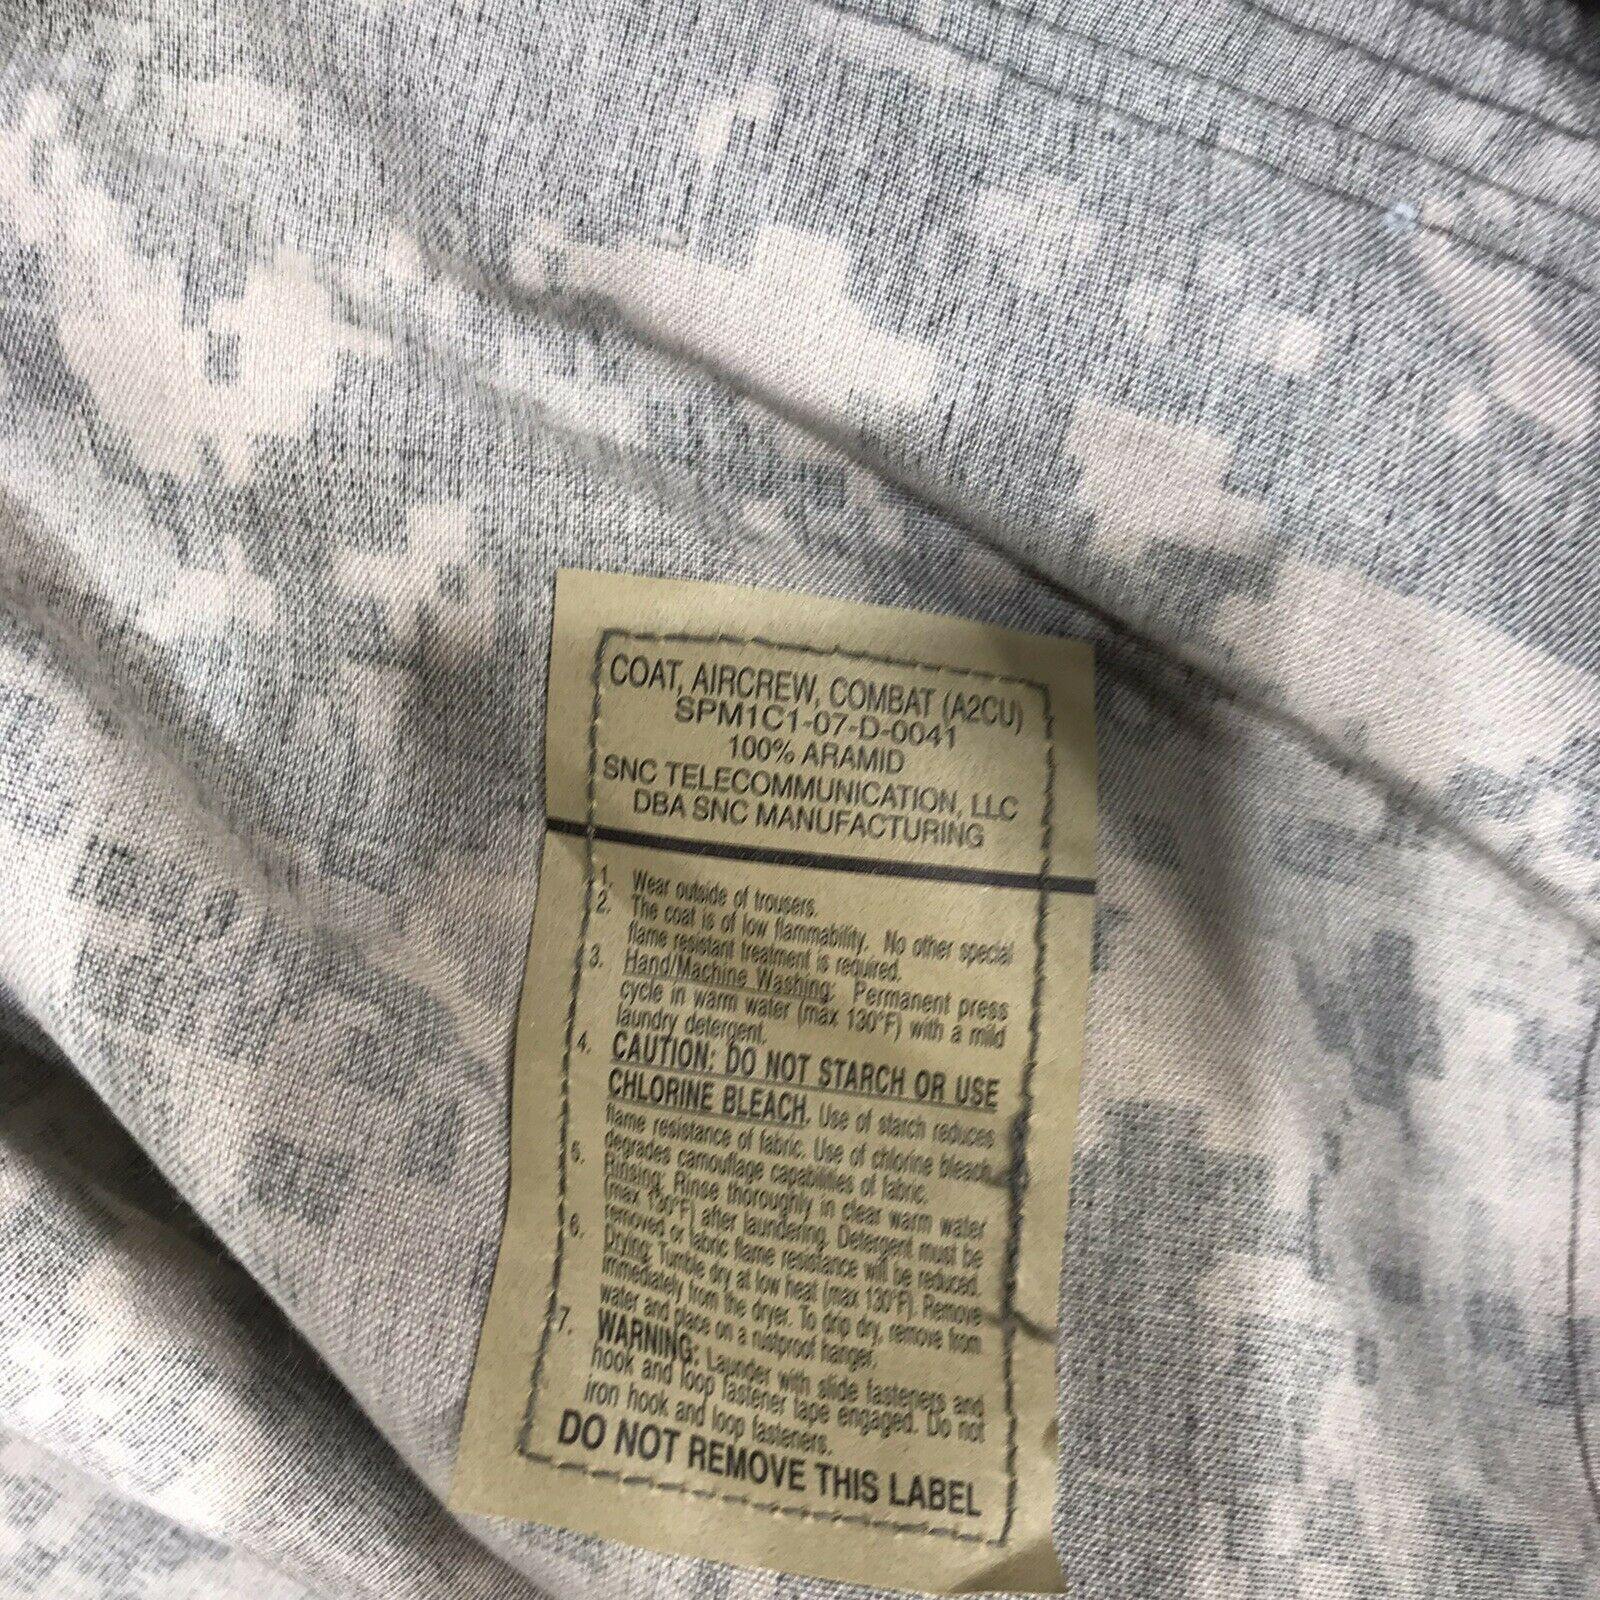 COAT, AIRCREW, COMBAT (A2CU)
SPM1C1-07-D-0041
100% ARAMID
SNC TELECOMMUNICATION, LLC
DBA SNC MANUFACTURING
1. Wear outside of trousers.
2. The coat is of low flammability. No other special
flame resistant treatment is required.
3. Hand/Machine Washing: Permanent press
cycle in warm water (max 130°F) with a mild
laundry detergent.
4. CAUTION: DO NOT STARCH OR USE
CHLORINE BLEACH. Use of starch reduces
flame resistance of fabric. Use of chlorine bleach
degrades camouflage capabilities of fabric.
5. Rinsing: Rinse thoroughly in clear warm water
(max 130°F) after laundering. Detergent must be
removed or fabric flame resistance will be reduced.
6. Drying: Tumble dry at low heat (max 130°F). Remove
immediately from the dryer. To drip dry, remove from
water and place on a rustproof hanger.
7. WARNING: Launder with slide fasteners and
hook and loop fastener tape engaged. Do not
iron hook and loop fasteners.
DO NOT REMOVE THIS LABEL